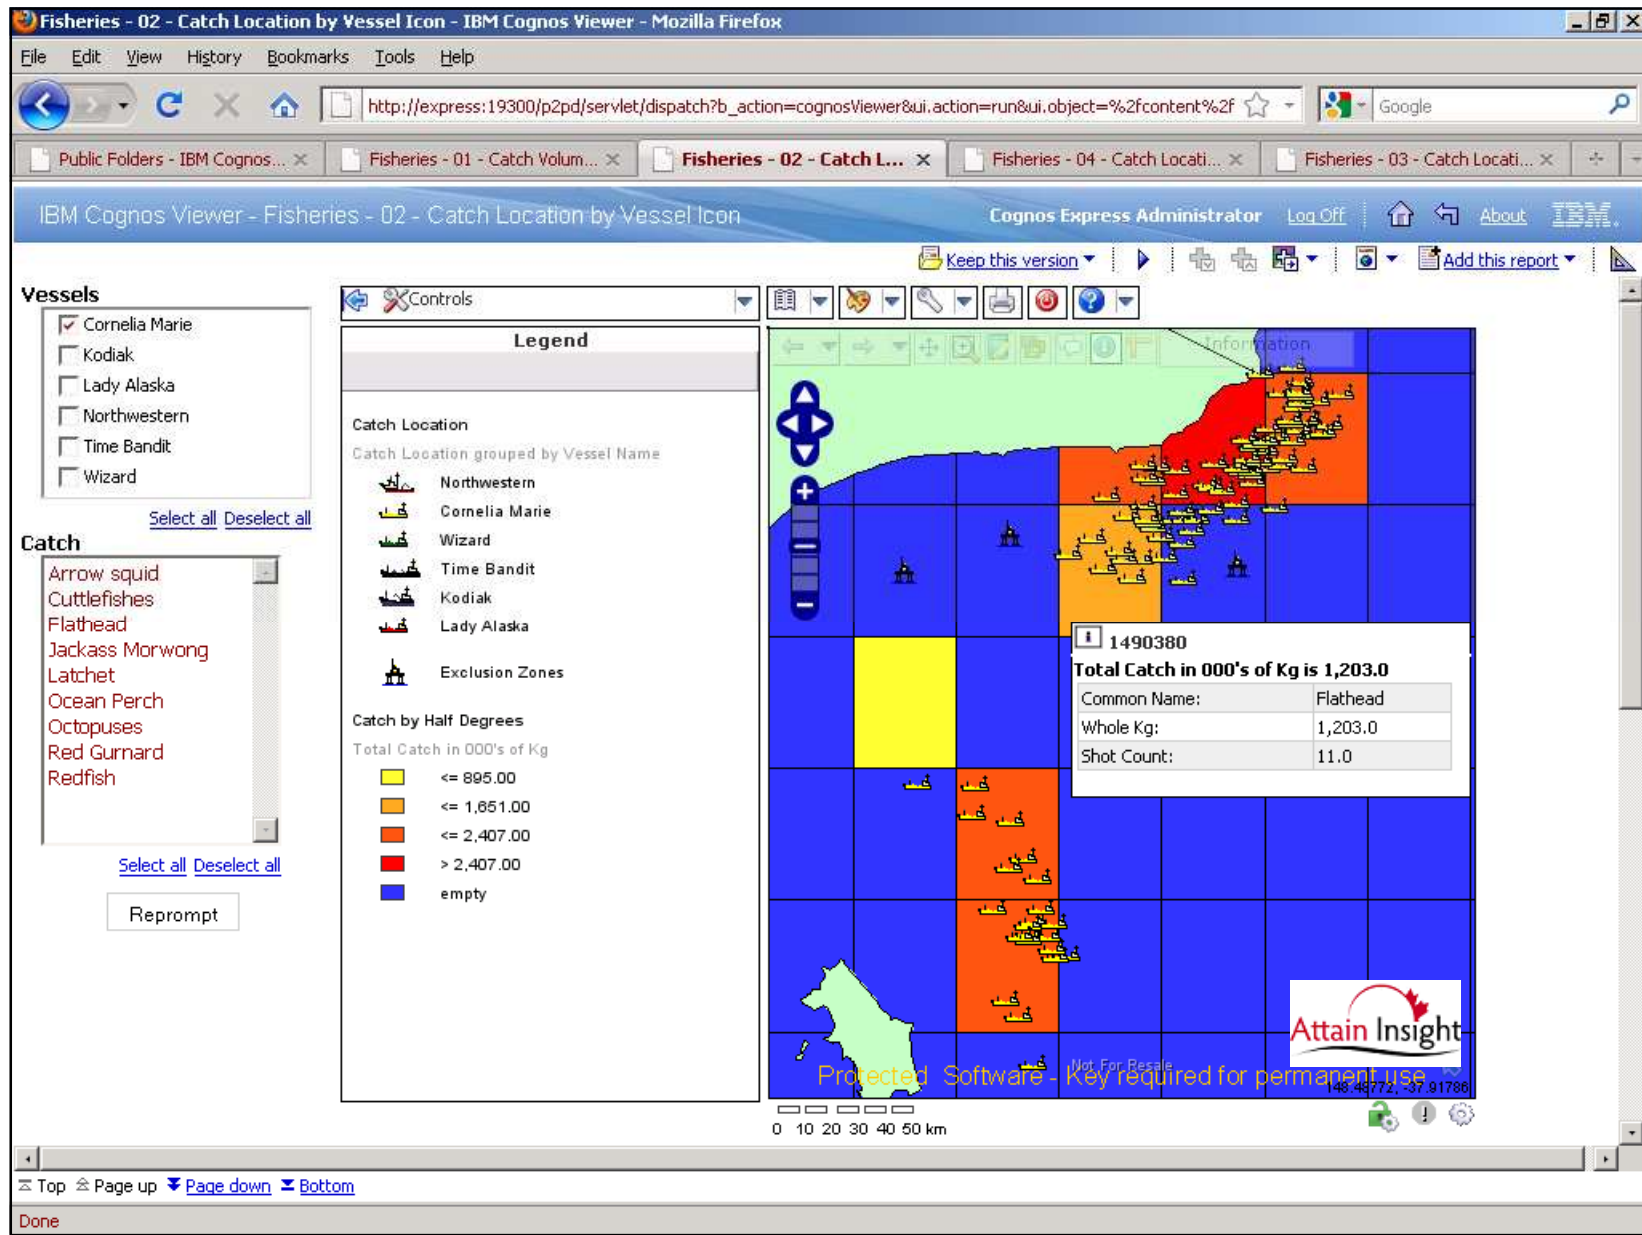 Fisheries - 02 - Catch Location by Vessel Icon - IBM Cognos Viewer - Mozilla Firefox
File Edit View History Bookmarks Tools Help
http://express:19300/p2pd/servlet/dispatch?b_action=cognosViewer&ui.action=run&ui.object=%2fcontent%2f
Google
Public Folders - IBM Cognos...
Fisheries - 01 - Catch Volum...
Fisheries - 02 - Catch L...
Fisheries - 04 - Catch Locati...
Fisheries - 03 - Catch Locati...
IBM Cognos Viewer - Fisheries - 02 - Catch Location by Vessel Icon
Cognos Express Administrator Log Off About IBM.
Keep this version Add this report
Vessels
Cornelia Marie
Kodiak
Lady Alaska
Northwestern
Time Bandit
Wizard
Select all Deselect all
Catch
Arrow squid
Cuttlefishes
Flathead
Jackass Morwong
Latchet
Ocean Perch
Octopuses
Red Gurnard
Redfish
Select all Deselect all
Reprompt
Controls
Legend
Catch Location
Catch Location grouped by Vessel Name
Northwestern
Cornelia Marie
Wizard
Time Bandit
Kodiak
Lady Alaska
Exclusion Zones
Catch by Half Degrees
Total Catch in 000's of Kg
<= 895.00
<= 1,651.00
<= 2,407.00
> 2,407.00
empty
Information
1490380
Total Catch in 000's of Kg is 1,203.0
Common Name: Flathead
Whole Kg: 1,203.0
Shot Count: 11.0
Attain Insight
Not For Resale
Protected Software - Key required for permanent use
148.48772, -37.91786
0 10 20 30 40 50 km
Top Page up Page down Bottom
Done